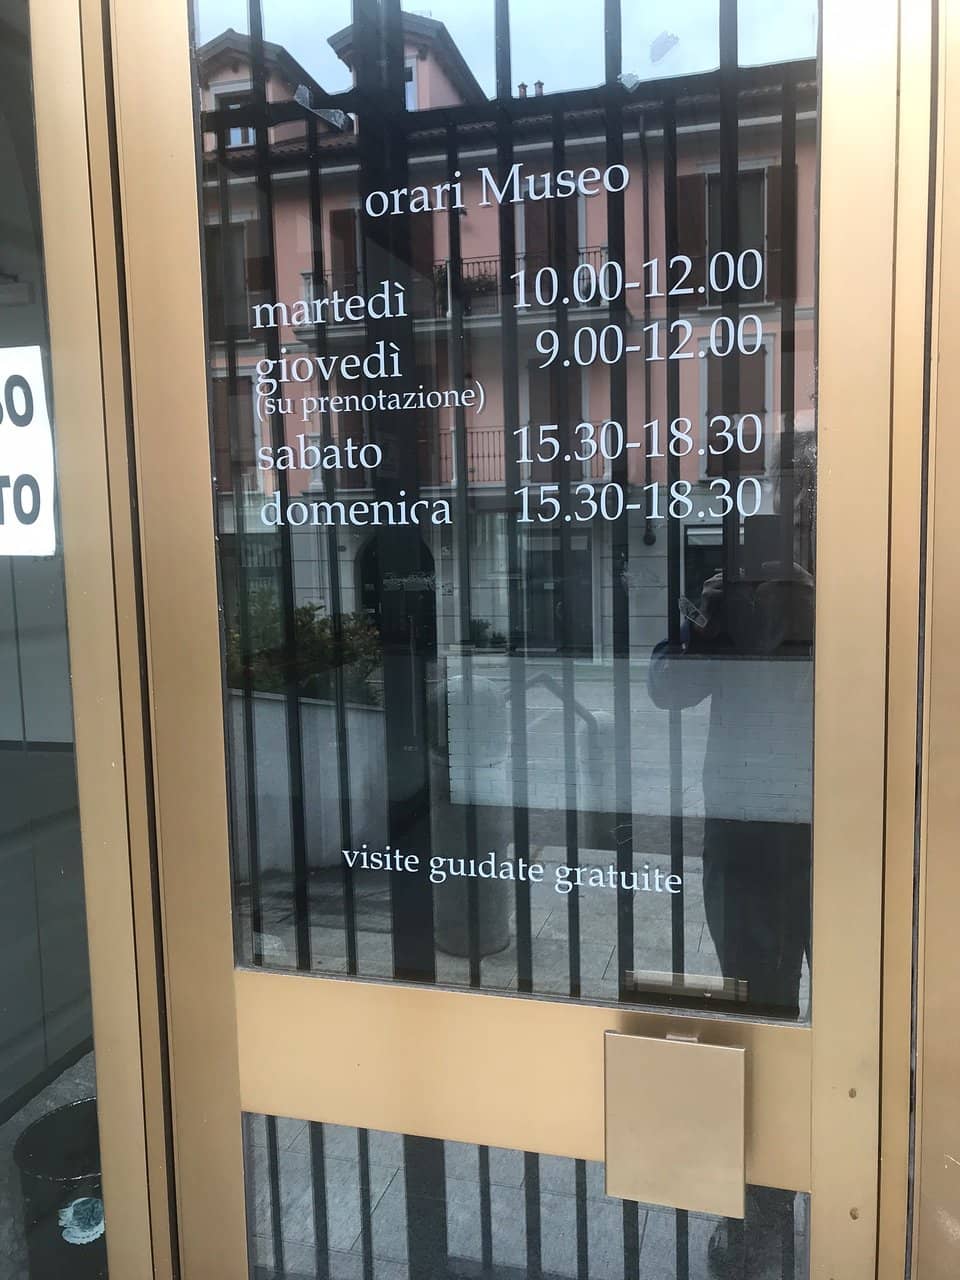 orari Museo
martedì 10.00-12.00
giovedì 9.00-12.00
(su prenotazione)
sabato 15.30-18.30
domenica 15.30-18.30
visite guidate gratuite